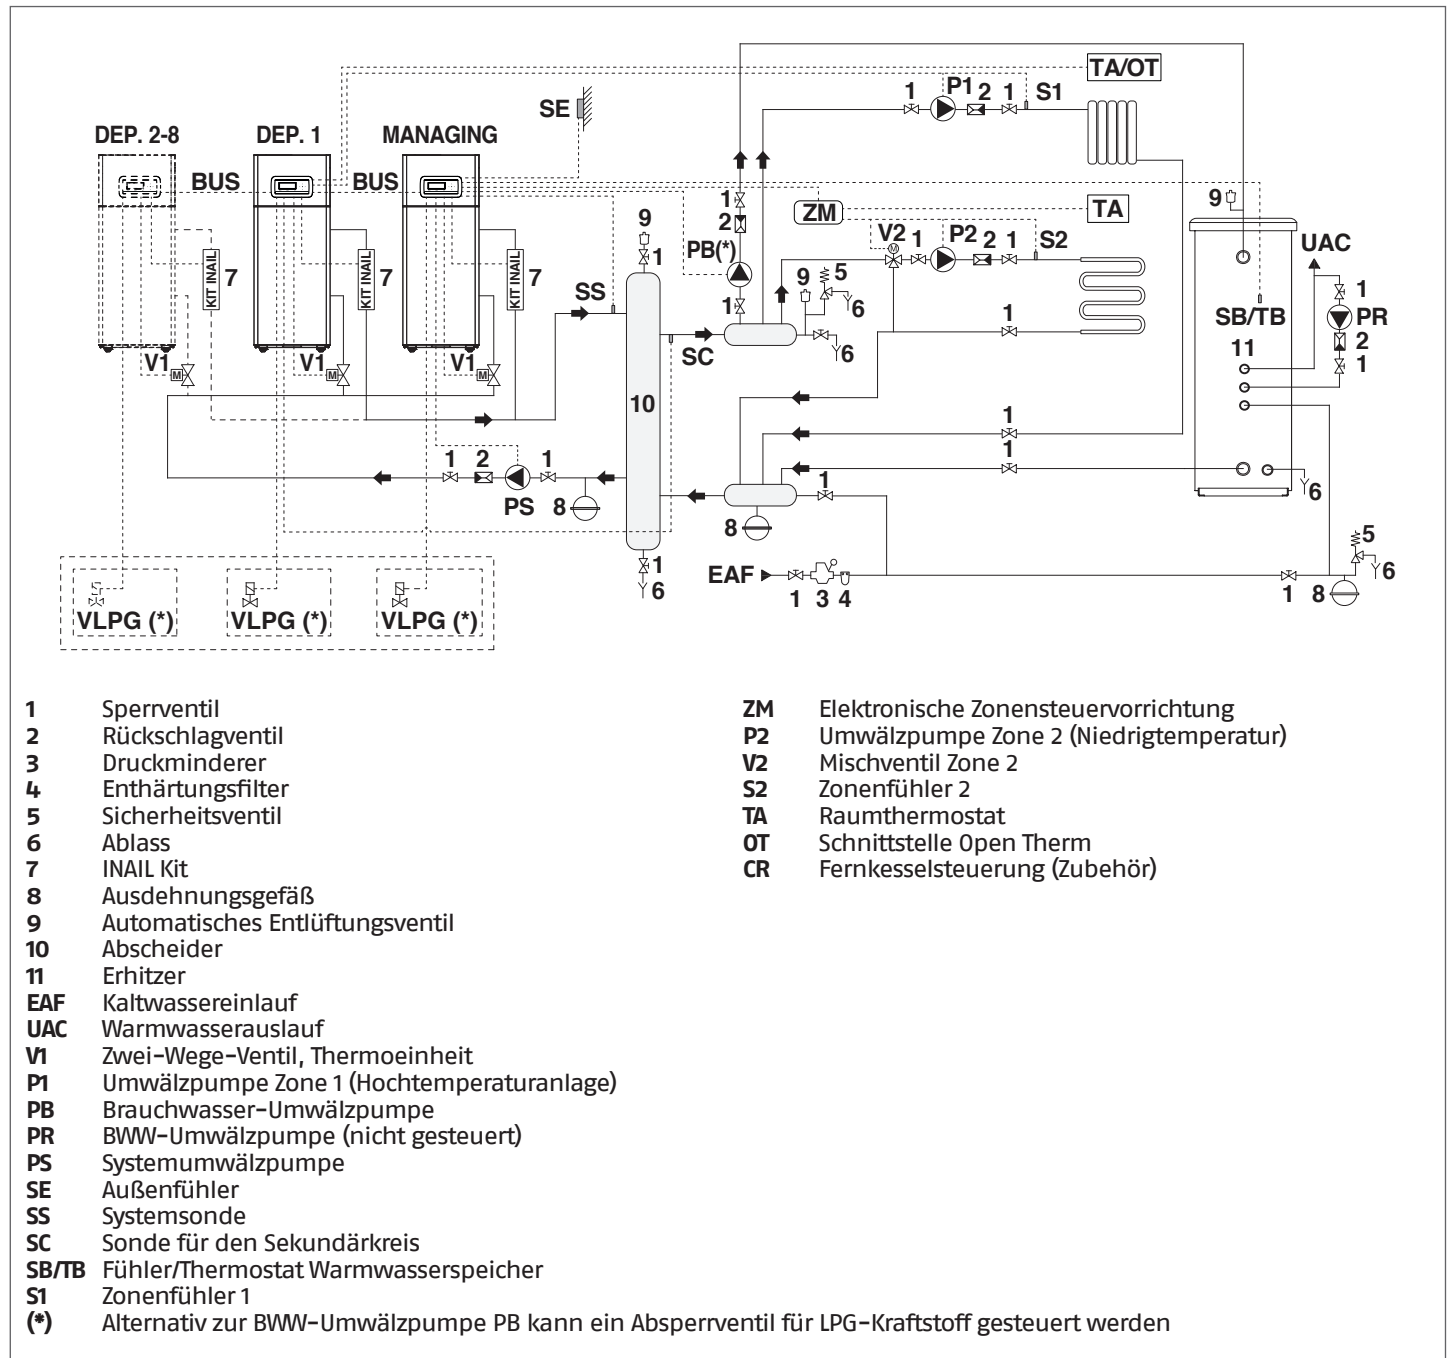 TA/OT
1 P1 2 1 S1
SE
DEP. 2-8 DEP. 1 MANAGING
BUS BUS
1
2
ZM
TA
9
9
V2 1 P2 2 1 S2
UAC
PB(*)
1
KIT INAIL 7 KIT INAIL 7 KIT INAIL 7
SS
9 5
1
6
1
1
SB/TB
PR
SC
6
11
2
1
V1 V1 V1
M M M
10
1
1
1 2 1
1
PS 8
8
6
5
EAF
1 3 4
1
6
1 8
6
VLPG (*) VLPG (*) VLPG (*)
1 Sperrventil
2 Rückschlagventil
3 Druckminderer
4 Enthärtungsfilter
5 Sicherheitsventil
6 Ablass
7 INAIL Kit
8 Ausdehnungsgefäß
9 Automatisches Entlüftungsventil
10 Abscheider
11 Erhitzer
EAF Kaltwassereinlauf
UAC Warmwasserauslauf
V1 Zwei-Wege-Ventil, Thermoeinheit
P1 Umwälzpumpe Zone 1 (Hochtemperaturanlage)
PB Brauchwasser-Umwälzpumpe
PR BWW-Umwälzpumpe (nicht gesteuert)
PS Systemumwälzpumpe
SE Außenfühler
SS Systemsonde
SC Sonde für den Sekundärkreis
SB/TB Fühler/Thermostat Warmwasserspeicher
S1 Zonenfühler 1
(*) Alternativ zur BWW-Umwälzpumpe PB kann ein Absperrventil für LPG-Kraftstoff gesteuert werden
ZM Elektronische Zonensteuervorrichtung
P2 Umwälzpumpe Zone 2 (Niedrigtemperatur)
V2 Mischventil Zone 2
S2 Zonenfühler 2
TA Raumthermostat
OT Schnittstelle Open Therm
CR Fernkesselsteuerung (Zubehör)